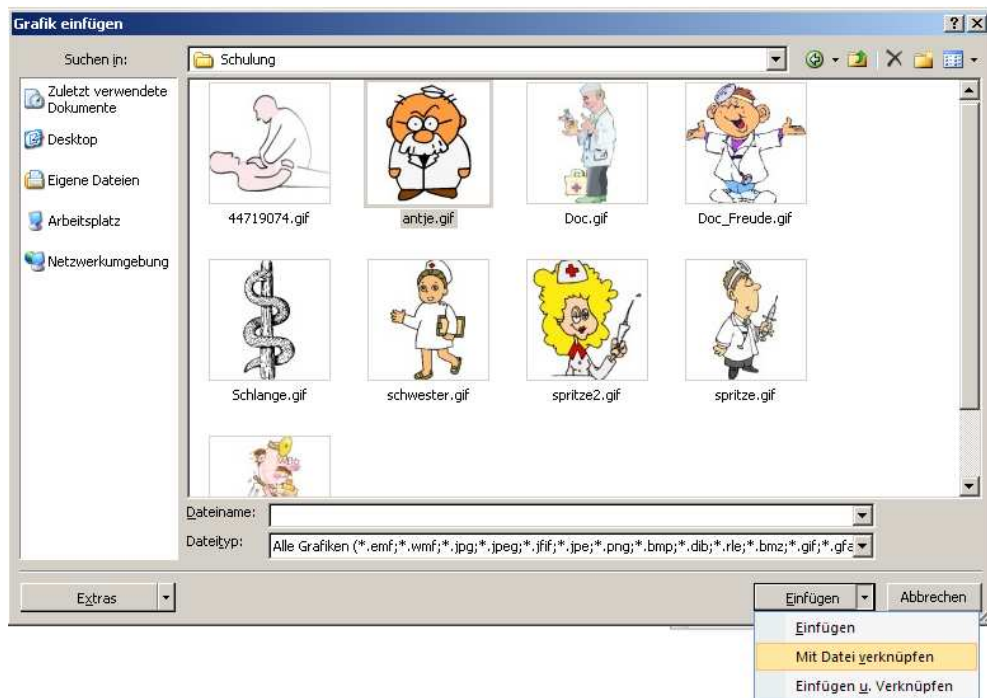 Grafik einfügen
Suchen in:
Schulung
Zuletzt verwendete
Dokumente
Desktop
Eigene Dateien
Arbeitsplatz
Netzwerkumgebung
44719074.gif
antje.gif
Doc.gif
Doc_Freude.gif
Schlange.gif
schwester.gif
spritze2.gif
spritze.gif
Dateiname:
Dateityp:
Alle Grafiken (*.emf;*.wmf;*.jpg;*.jpeg;*.jfif;*.jpe;*.png;*.bmp;*.dib;*.rle;*.bmz;*.gif;*.gfa
Extras
Einfügen
Abbrechen
Einfügen
Mit Datei verknüpfen
Einfügen u. Verknüpfen